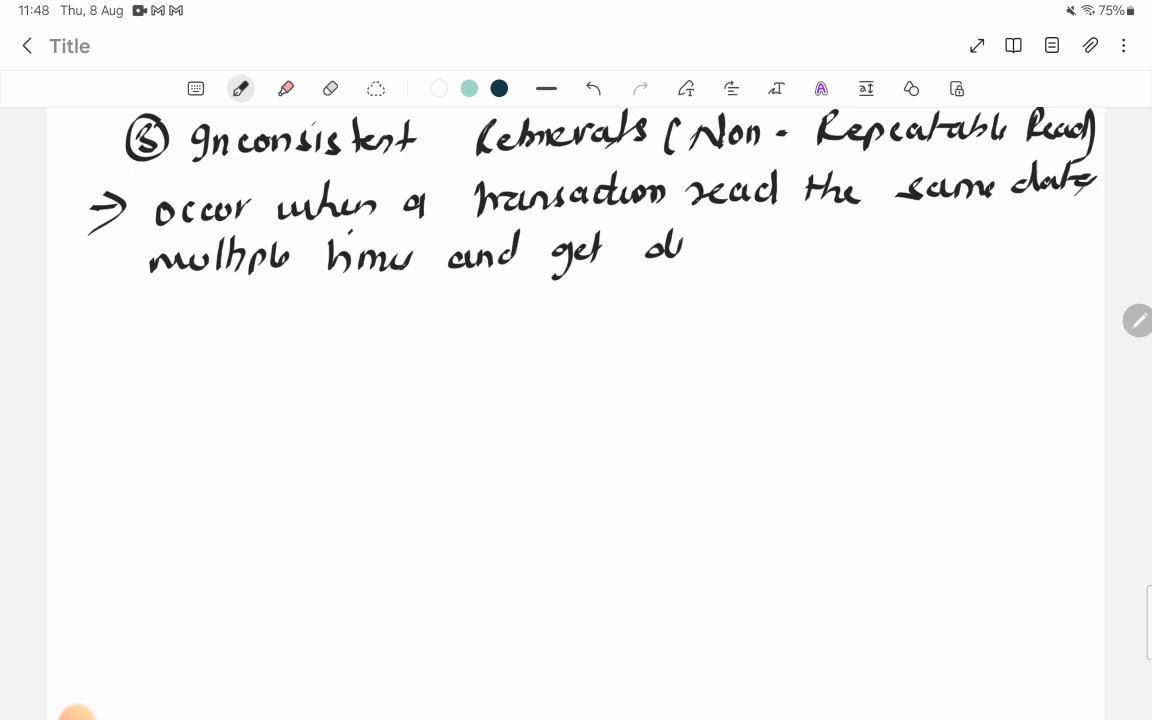 11:48 Thu, 8 Aug 75%
Title
③ Inconsistent Retrievals (Non - Repeatable Read)
⇒ occur when a transaction read the same data
multiple times and get di